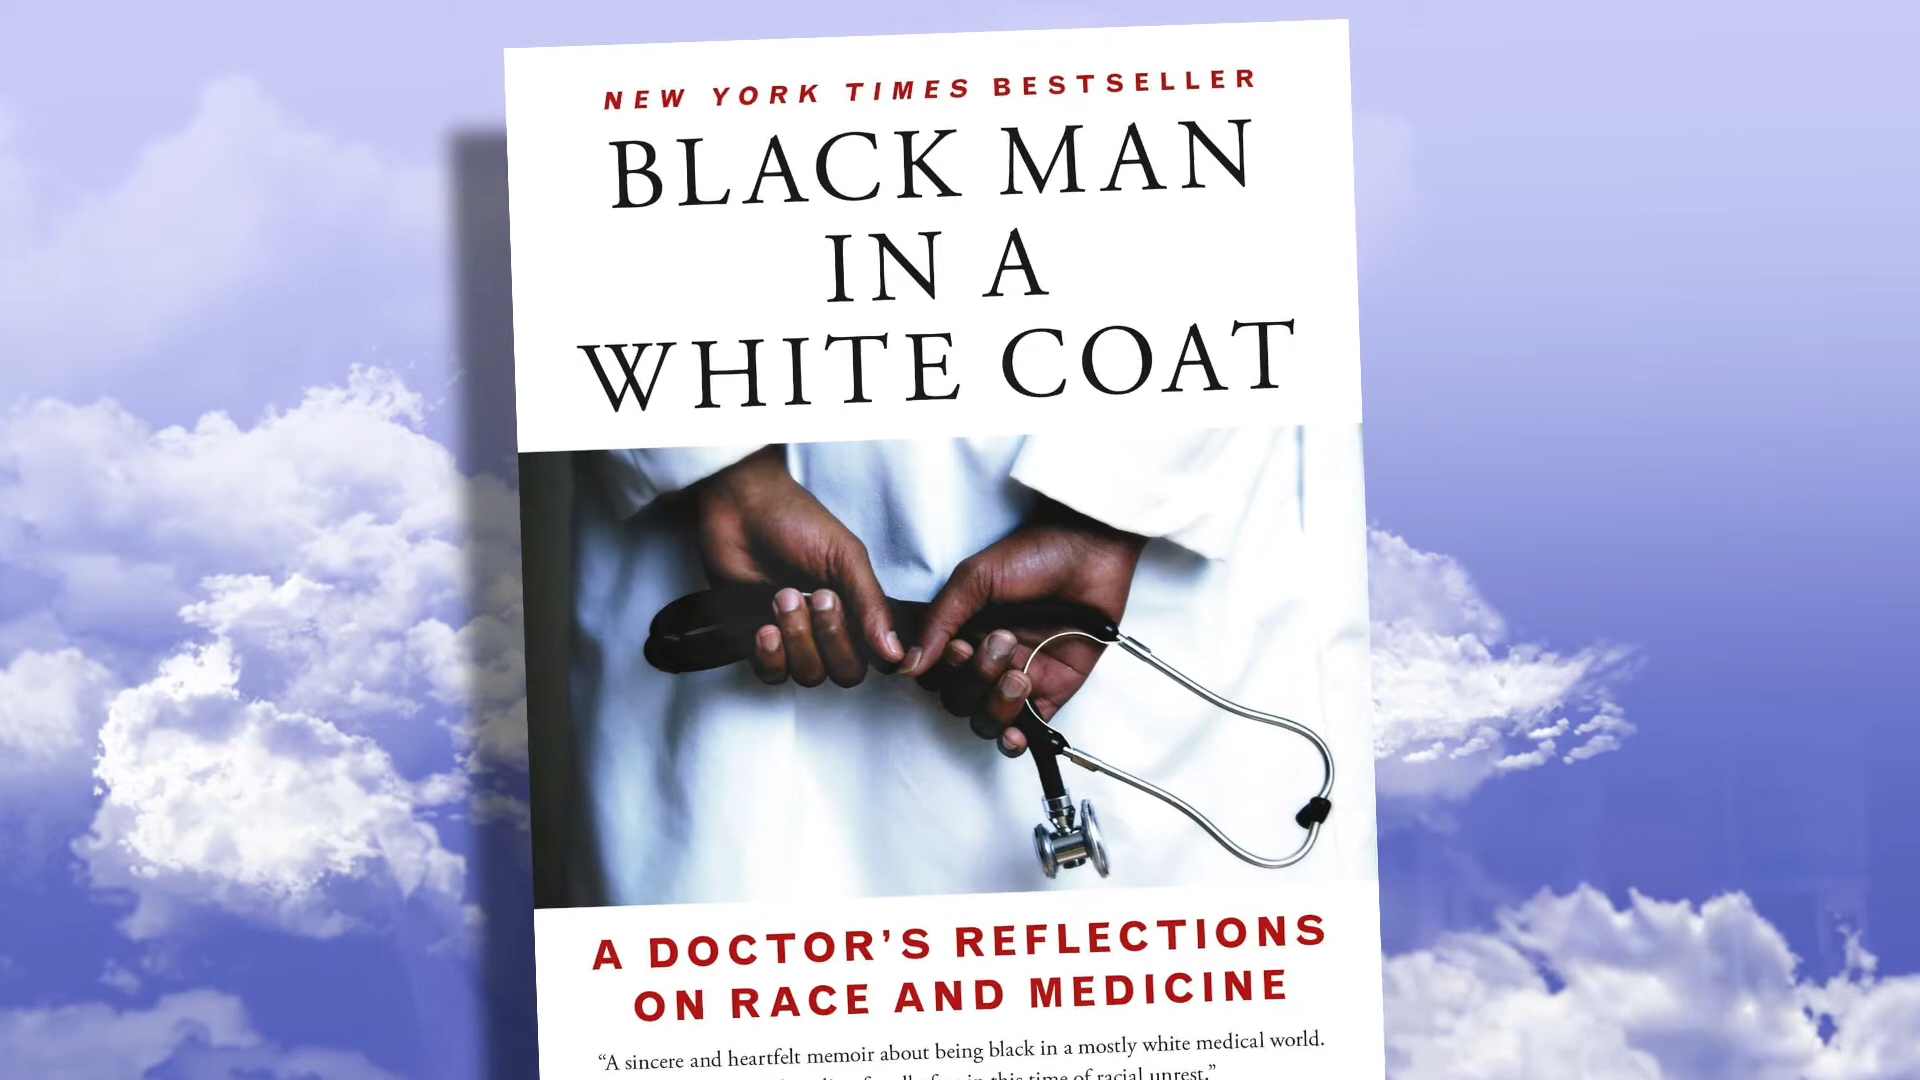 NEW YORK TIMES BESTSELLER
BLACK MAN
IN A
WHITE COAT
A DOCTOR’S REFLECTIONS
ON RACE AND MEDICINE
“A sincere and heartfelt memoir about being black in a mostly white medical world.
in this time of racial unrest.”